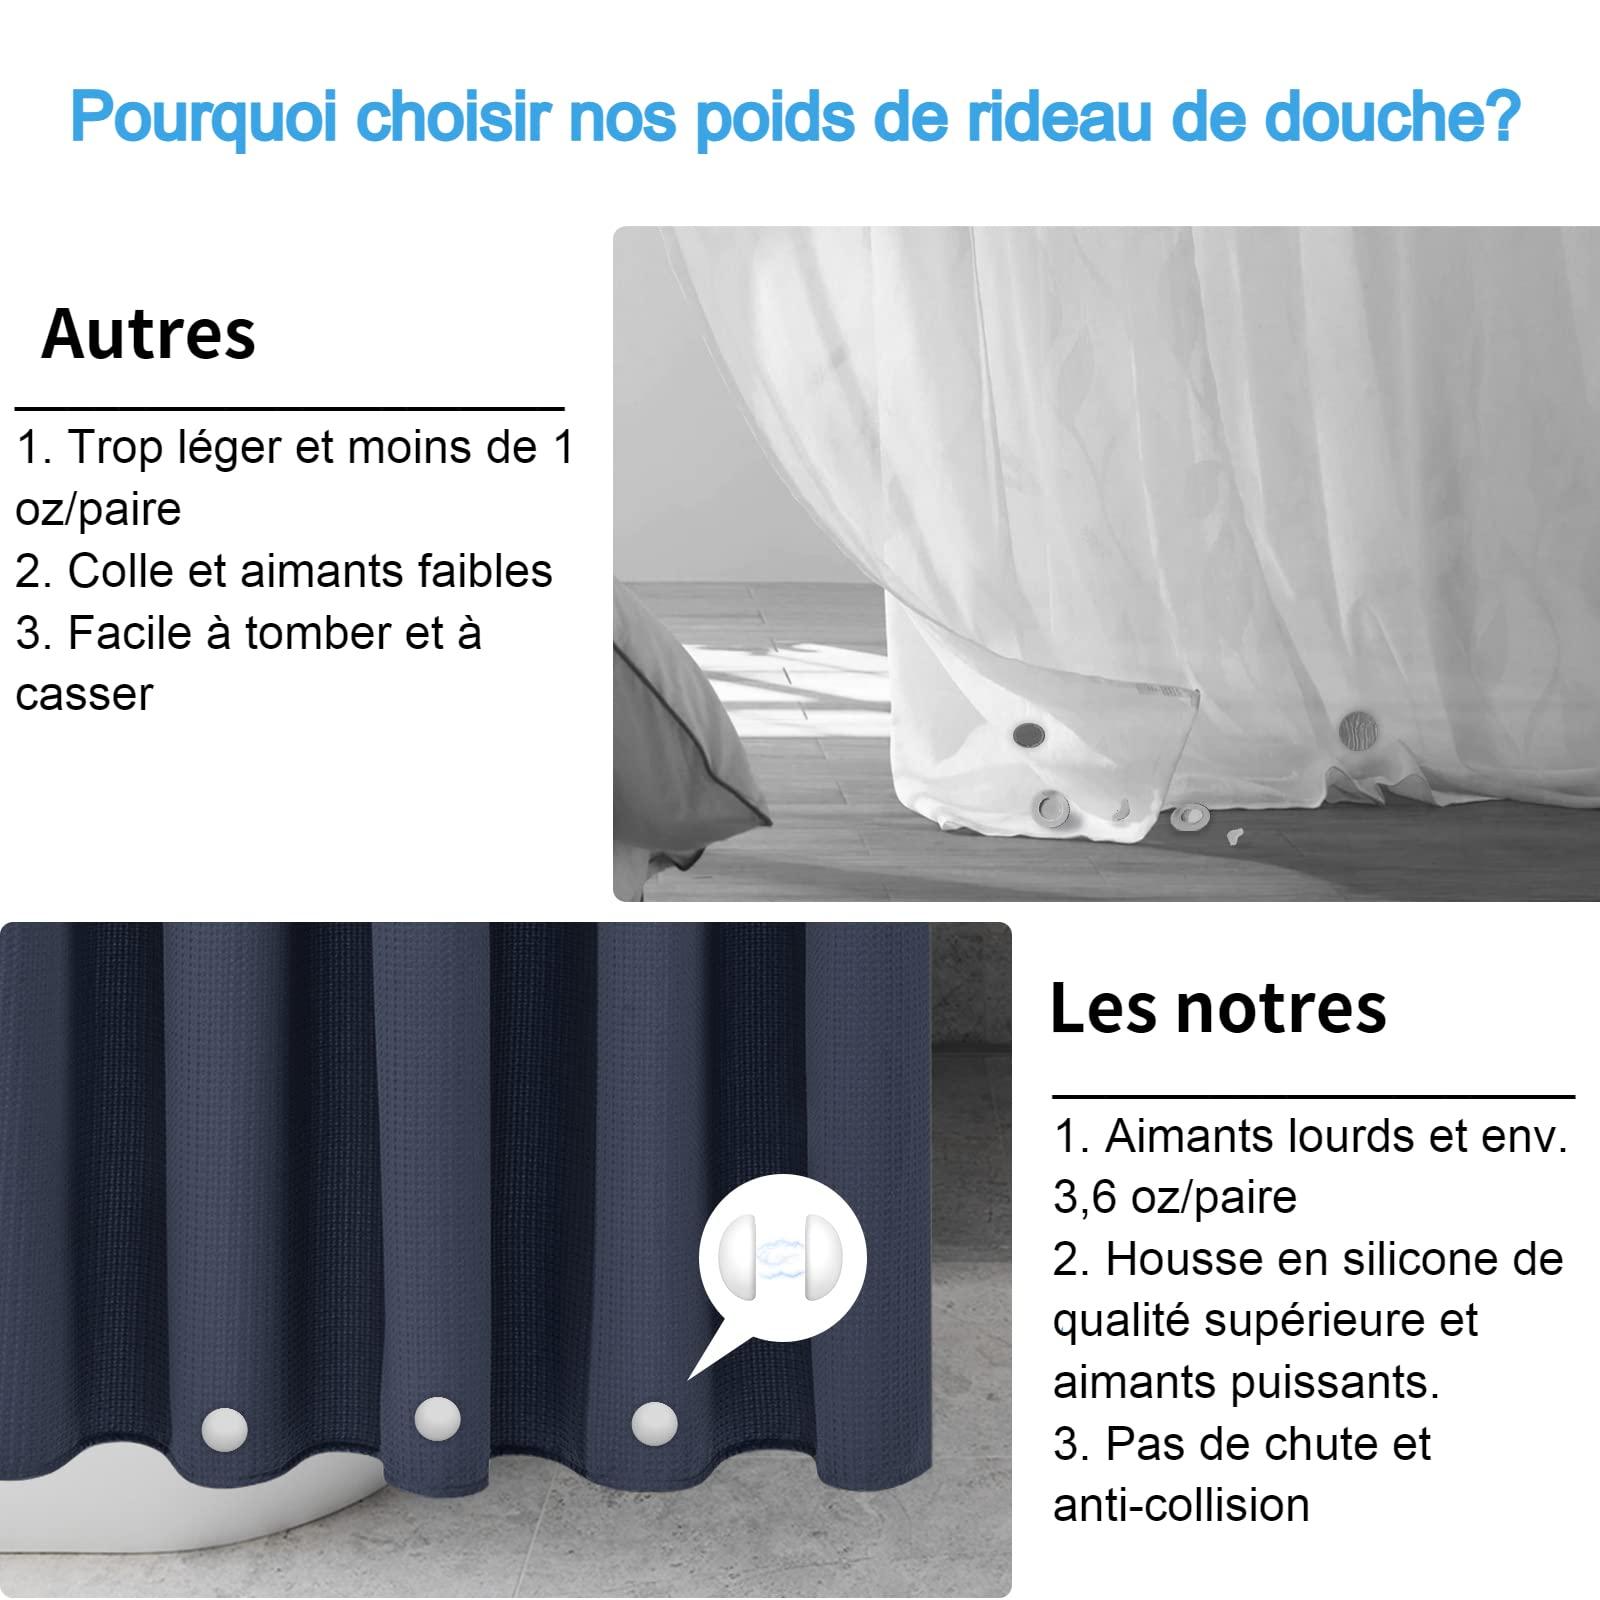 Pourquoi choisir nos poids de rideau de douche?
Autres
1. Trop léger et moins de 1
oz/paire
2. Colle et aimants faibles
3. Facile à tomber et à
casser
Les notres
1. Aimants lourds et env.
3,6 oz/paire
2. Housse en silicone de
qualité supérieure et
aimants puissants.
3. Pas de chute et
anti-collision